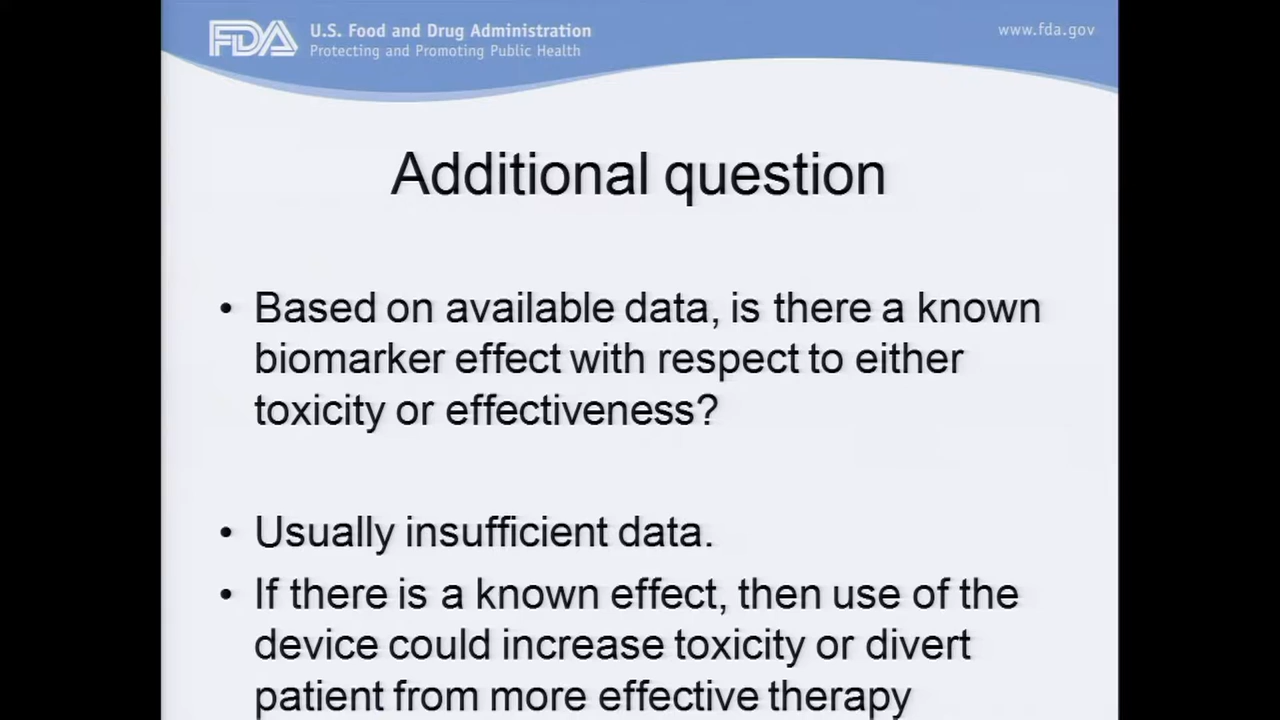 FDA U.S. Food and Drug Administration
Protecting and Promoting Public Health
www.fda.gov
Additional question
• Based on available data, is there a known
biomarker effect with respect to either
toxicity or effectiveness?
• Usually insufficient data.
• If there is a known effect, then use of the
device could increase toxicity or divert
patient from more effective therapy